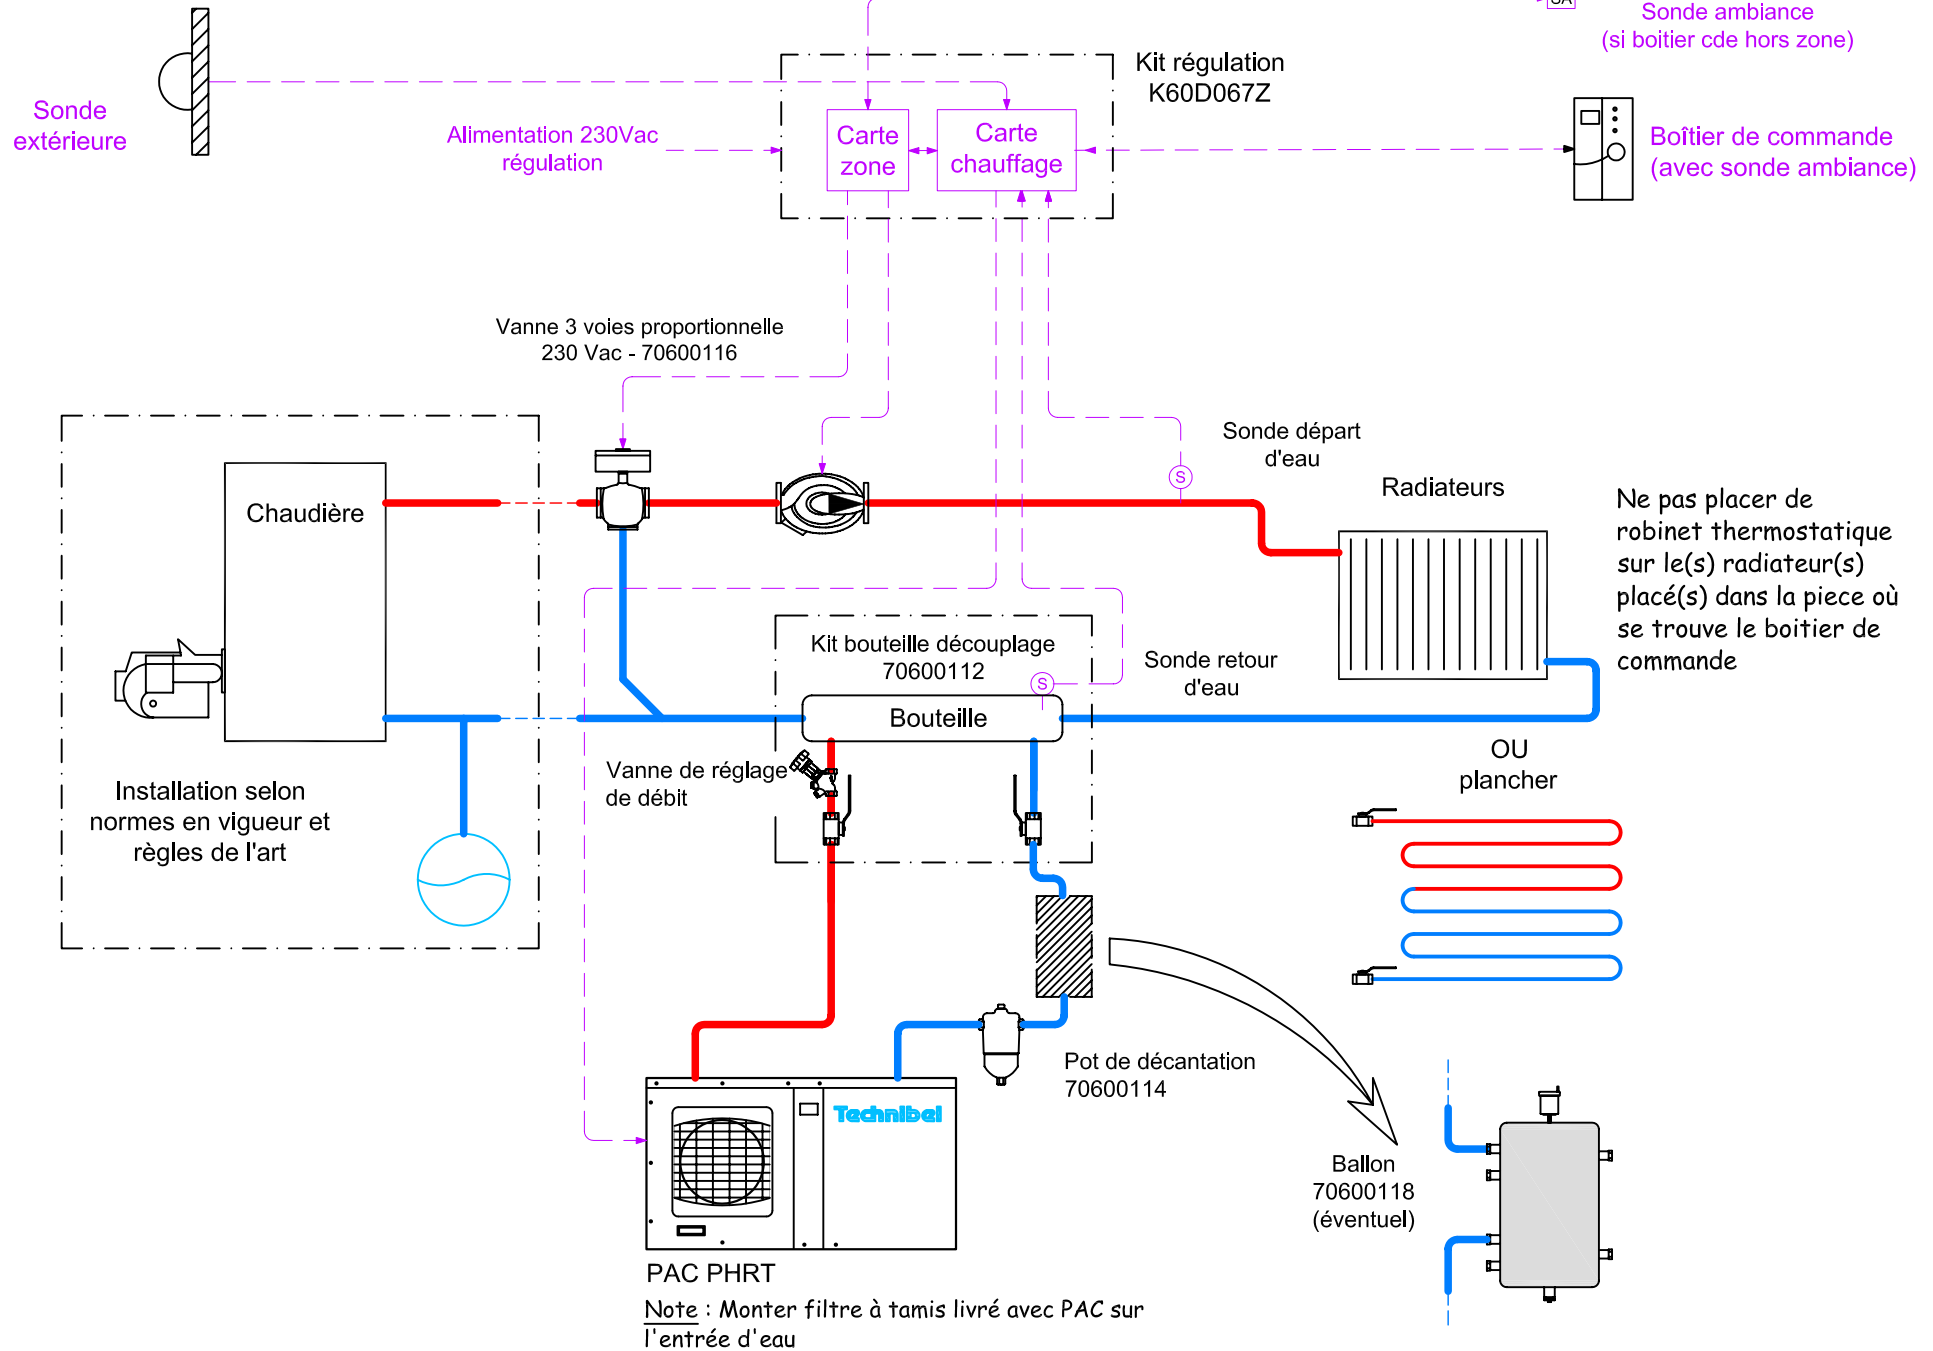 SA
Sonde ambiance
(si boitier cde hors zone)
Kit régulation
K60D067Z
Sonde
extérieure
Alimentation 230Vac
régulation
Carte
zone
Carte
chauffage
Boîtier de commande
(avec sonde ambiance)
Vanne 3 voies proportionnelle
230 Vac - 70600116
Sonde départ
d'eau
S
Chaudière
Radiateurs
Ne pas placer de
robinet thermostatique
sur le(s) radiateur(s)
placé(s) dans la piece où
se trouve le boitier de
commande
Kit bouteille découplage
70600112
S
Sonde retour
d'eau
Bouteille
Vanne de réglage
de débit
OU
plancher
Installation selon
normes en vigueur et
règles de l'art
Pot de décantation
70600114
Technibel
Ballon
70600118
(éventuel)
PAC PHRT
Note : Monter filtre à tamis livré avec PAC sur
l'entrée d'eau